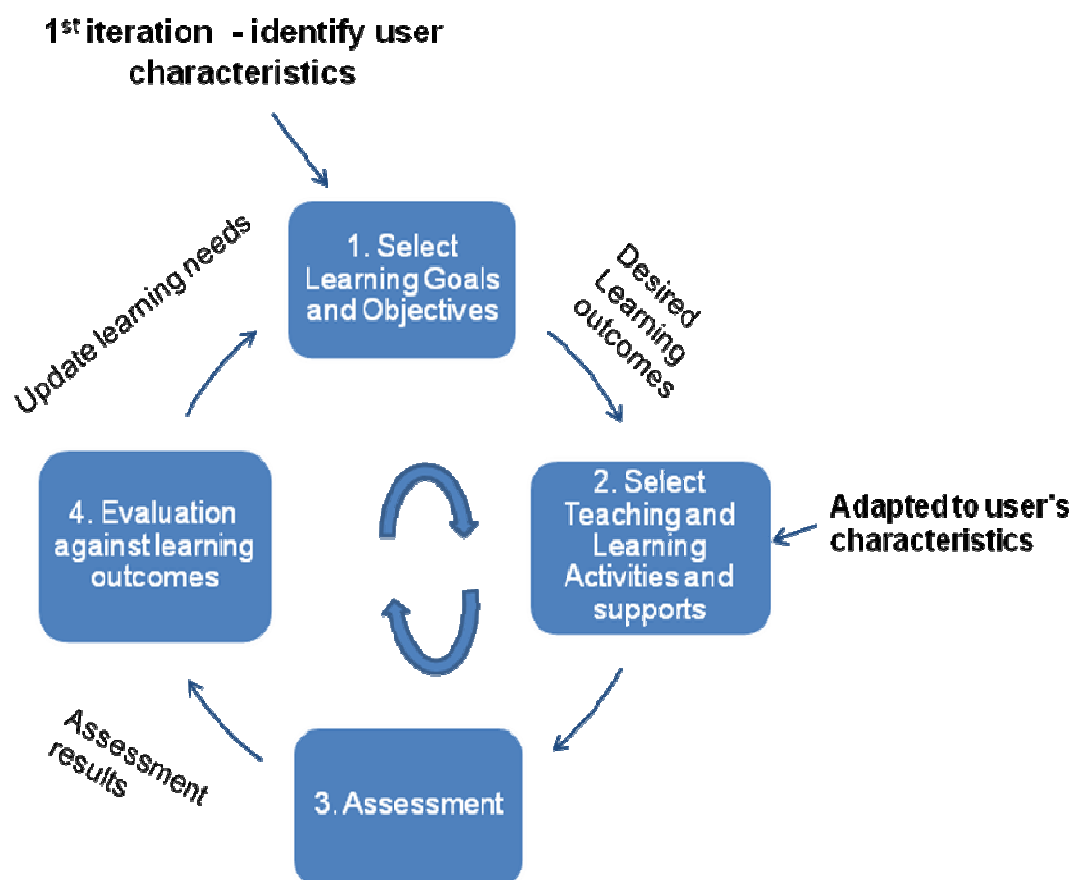 1st iteration - identify user
characteristics
1. Select
Learning Goals
and Objectives
Desired
Learning
outcomes
2. Select
Teaching and
Learning
Activities and
supports
Adapted to user's
characteristics
3. Assessment
Assessment
results
4. Evaluation
against learning
outcomes
Update learning needs